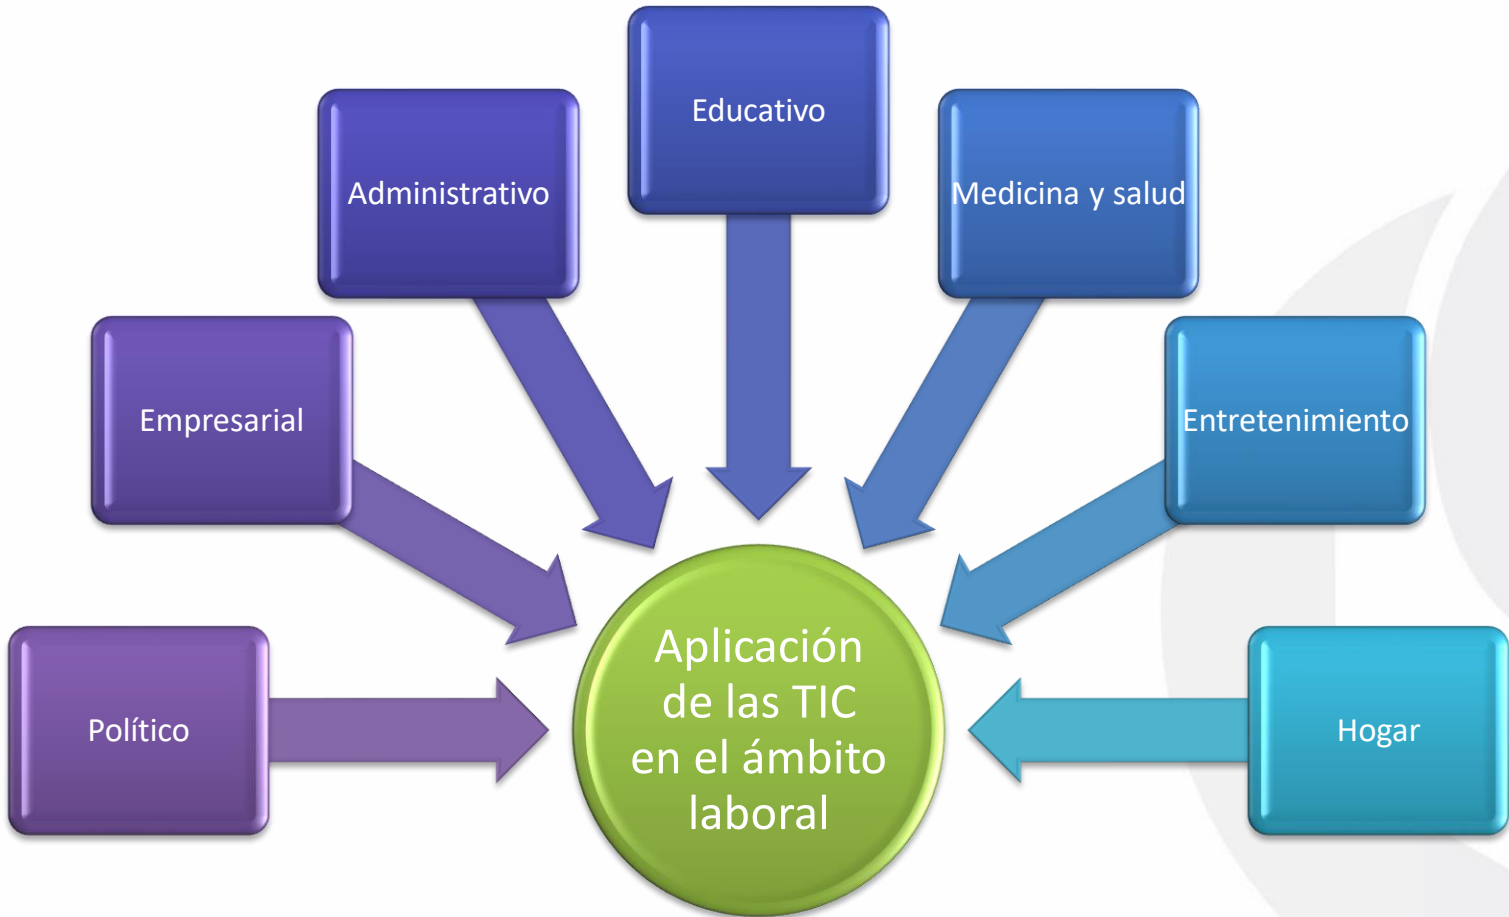 Educativo
Administrativo
Medicina y salud
Empresarial
Entretenimiento
Político
Hogar
Aplicación
de las TIC
en el ámbito
laboral